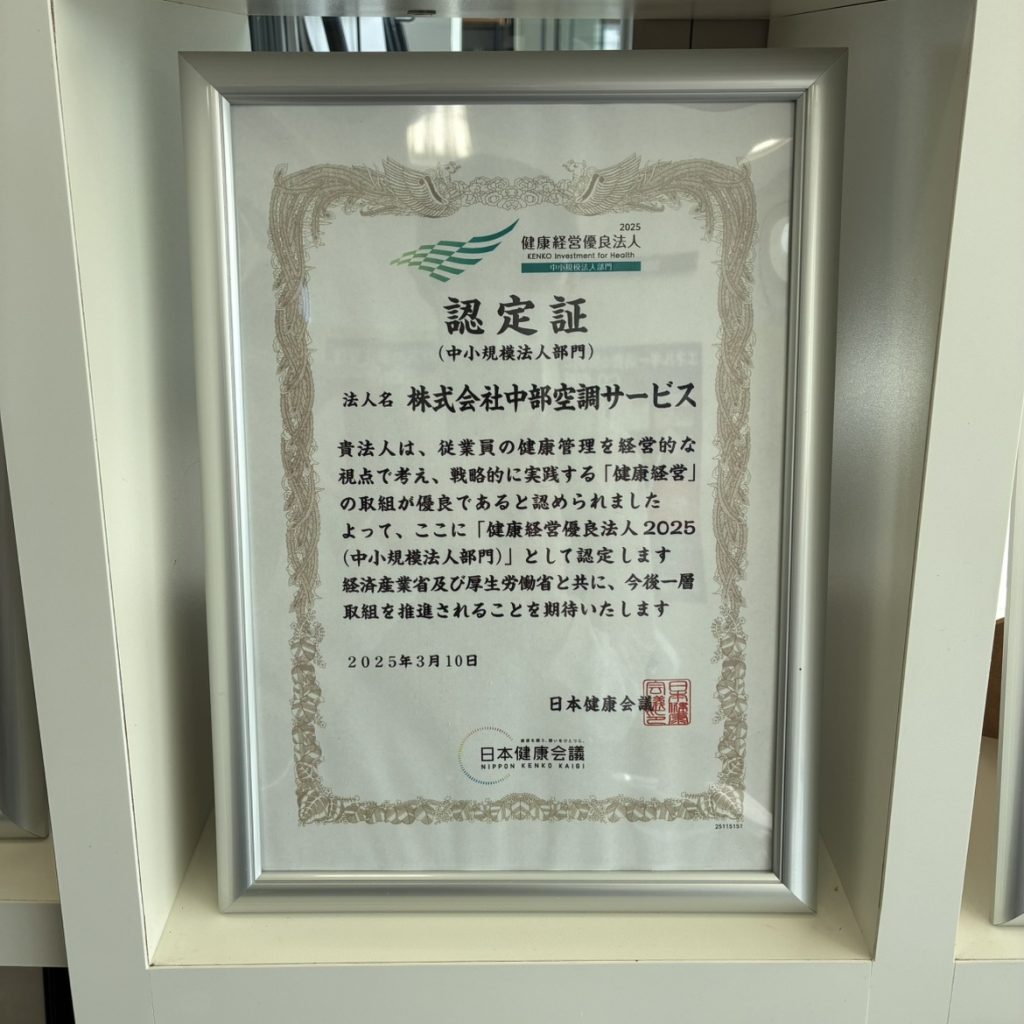 2025
健康経営優良法人
KENKO Investment for Health
中小規模法人部門
認定証
(中小規模法人部門)
法人名 株式会社中部空調サービス
貴法人は、従業員の健康管理を経営的な
視点で考え、戦略的に実践する「健康経営」
の取組が優良であると認められました
よって、ここに「健康経営優良法人2025
(中小規模法人部門)」として認定します
経済産業省及び厚生労働省と共に、今後一層
取組を推進されることを期待いたします
2025年3月10日
日本健康会議
日本健康会議
NIPPON KENKO KAIGI
25115151